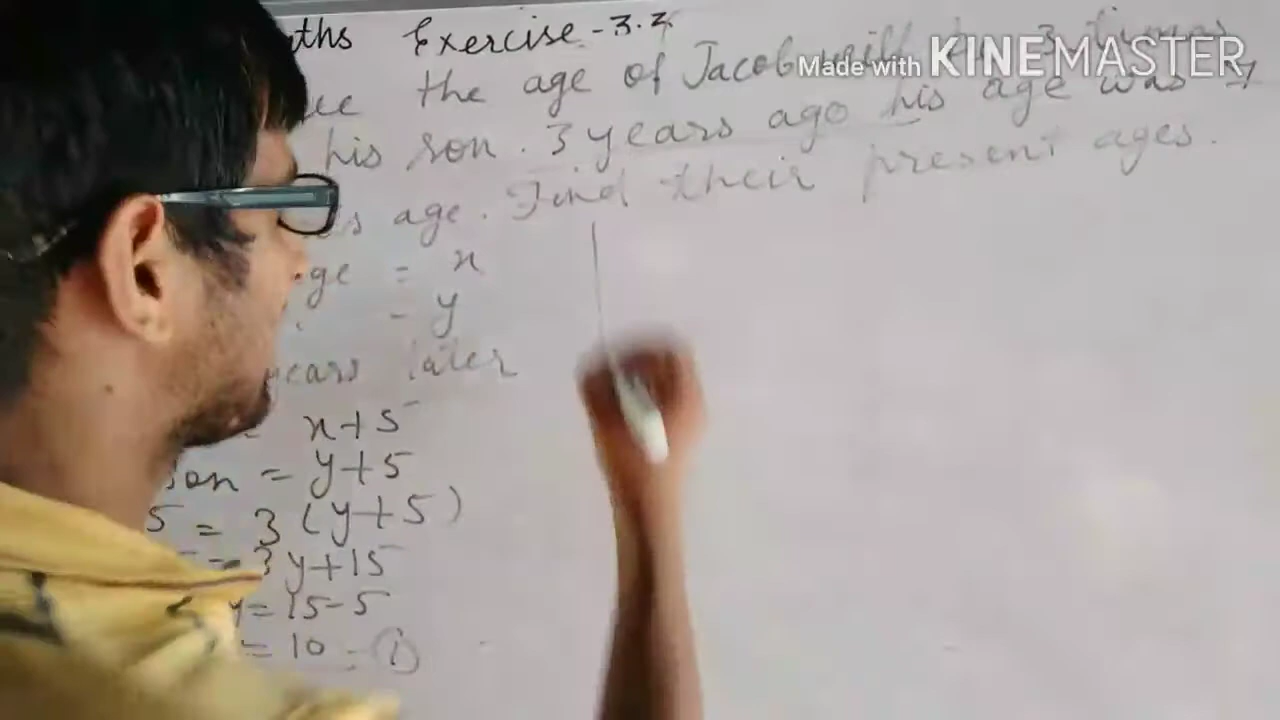 ths Exercise - 3.3
the age of Jacob will be 3 times
his son. 3 years ago his age was 7
s age. Find their present ages.
ge = x
- y
years later
= x+5
son = y+5
5 = 3 (y+5)
= 3y+15
y = 15-5
= 10 - (i)
Made with KINEMASTER